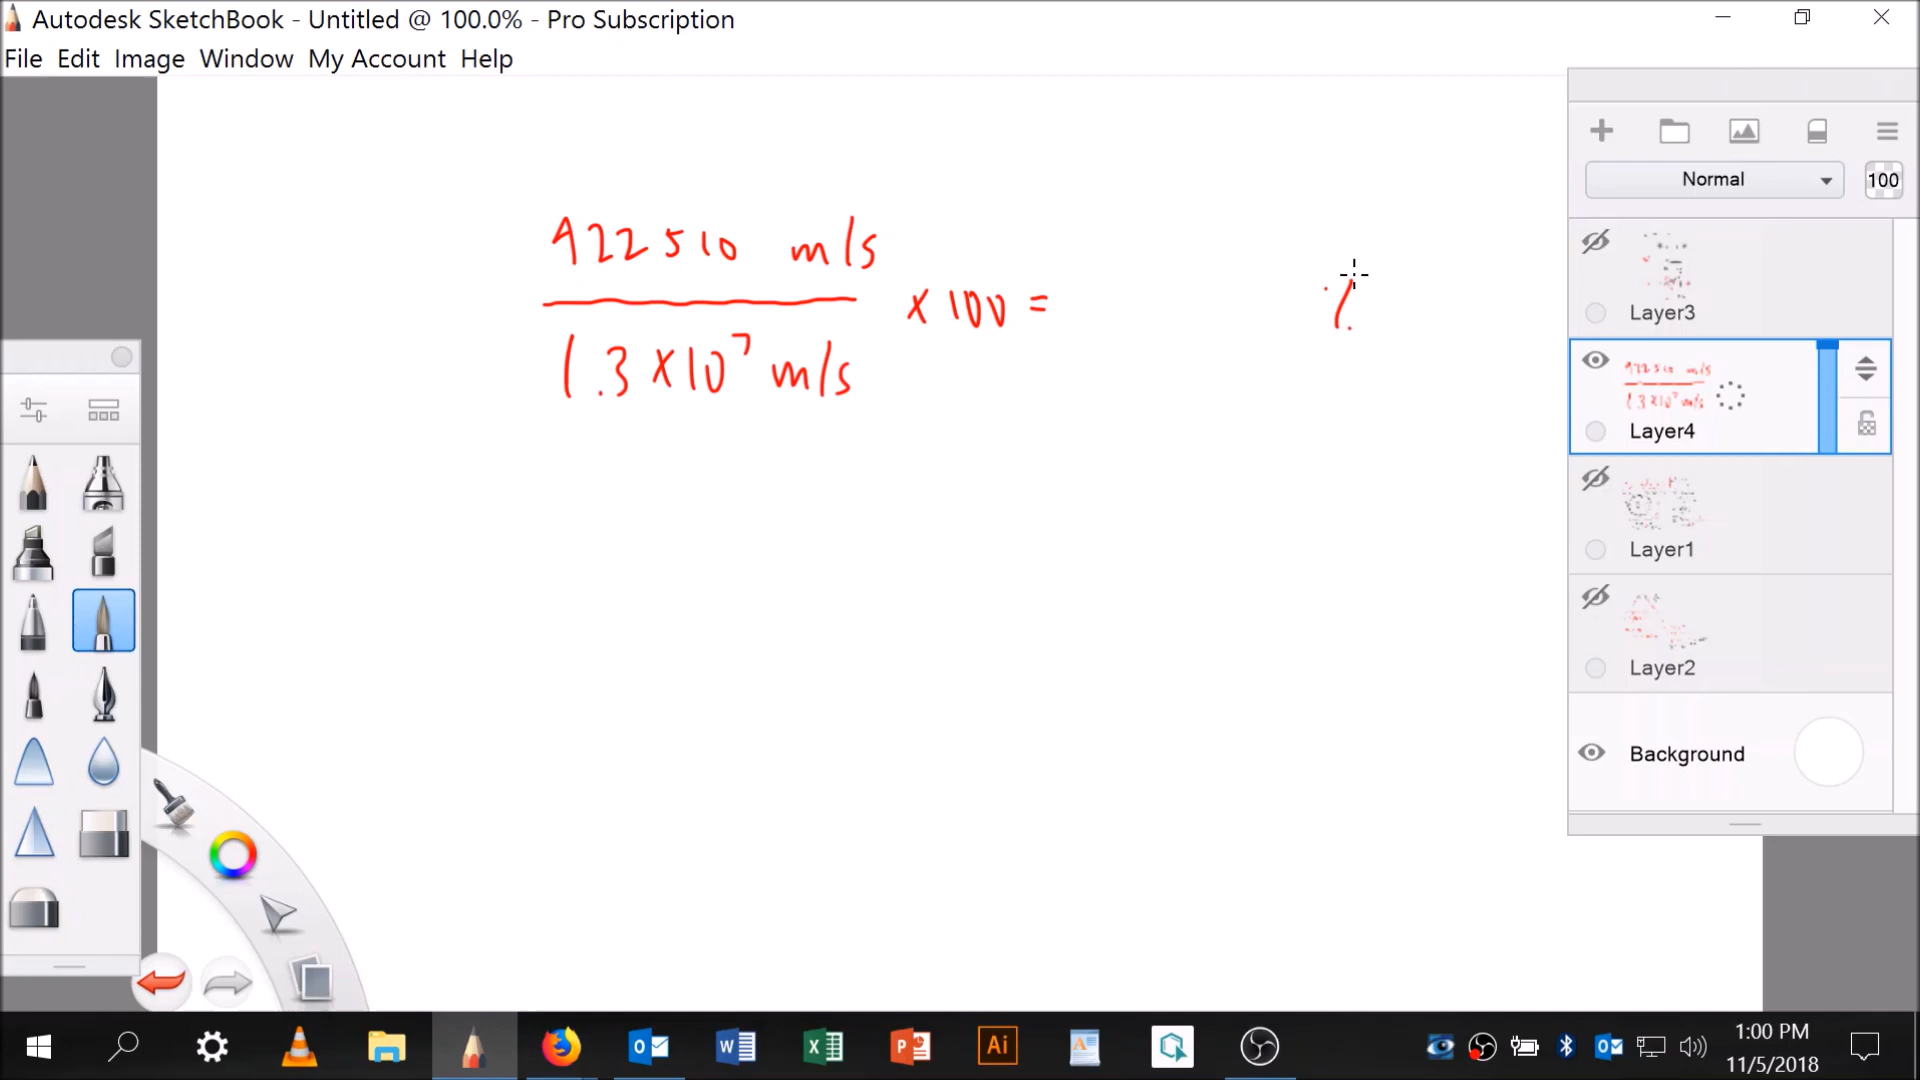 Autodesk SketchBook - Untitled @ 100.0% - Pro Subscription
File Edit Image Window My Account Help
Normal 100
922510 m/s
x 100 = %
1.3 x 10⁷ m/s
Layer3
Layer4
Layer1
Layer2
Background
1:00 PM
11/5/2018